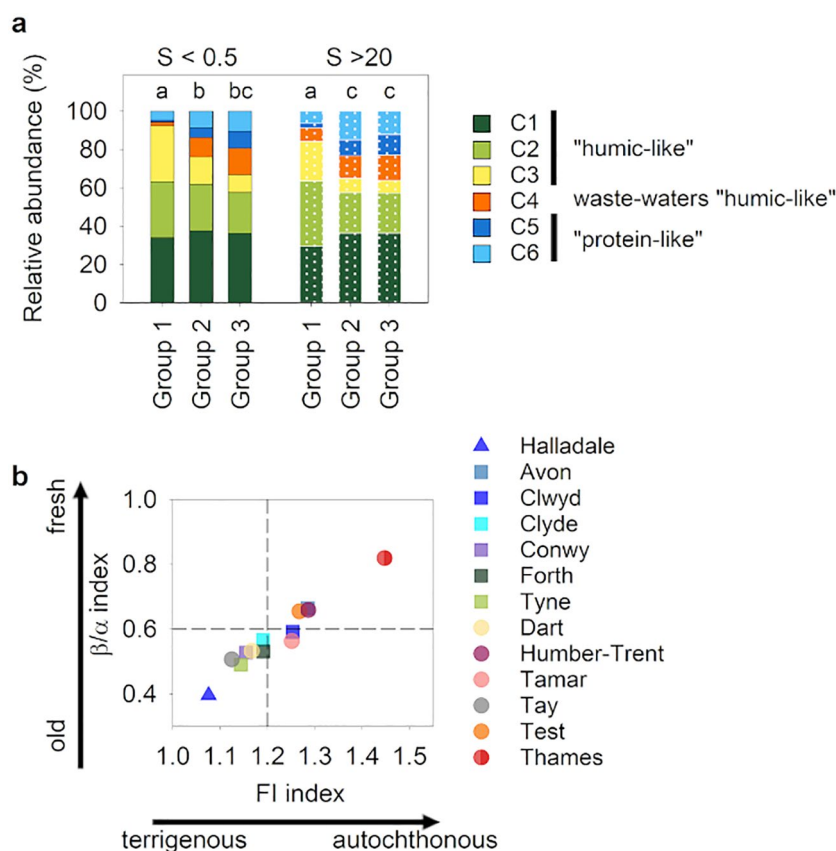 a
S < 0.5 S >20
a b bc a c c
Relative abundance (%)
100
80
60
40
20
0
Group 1 Group 2 Group 3 Group 1 Group 2 Group 3
C1
C2
C3
C4
C5
C6
"humic-like"
waste-waters "humic-like"
"protein-like"
b
fresh
old
β/α index
1.0
0.8
0.6
0.4
1.0 1.1 1.2 1.3 1.4 1.5
FI index
terrigenous autochthonous
Halladale
Avon
Clwyd
Clyde
Conwy
Forth
Tyne
Dart
Humber-Trent
Tamar
Tay
Test
Thames